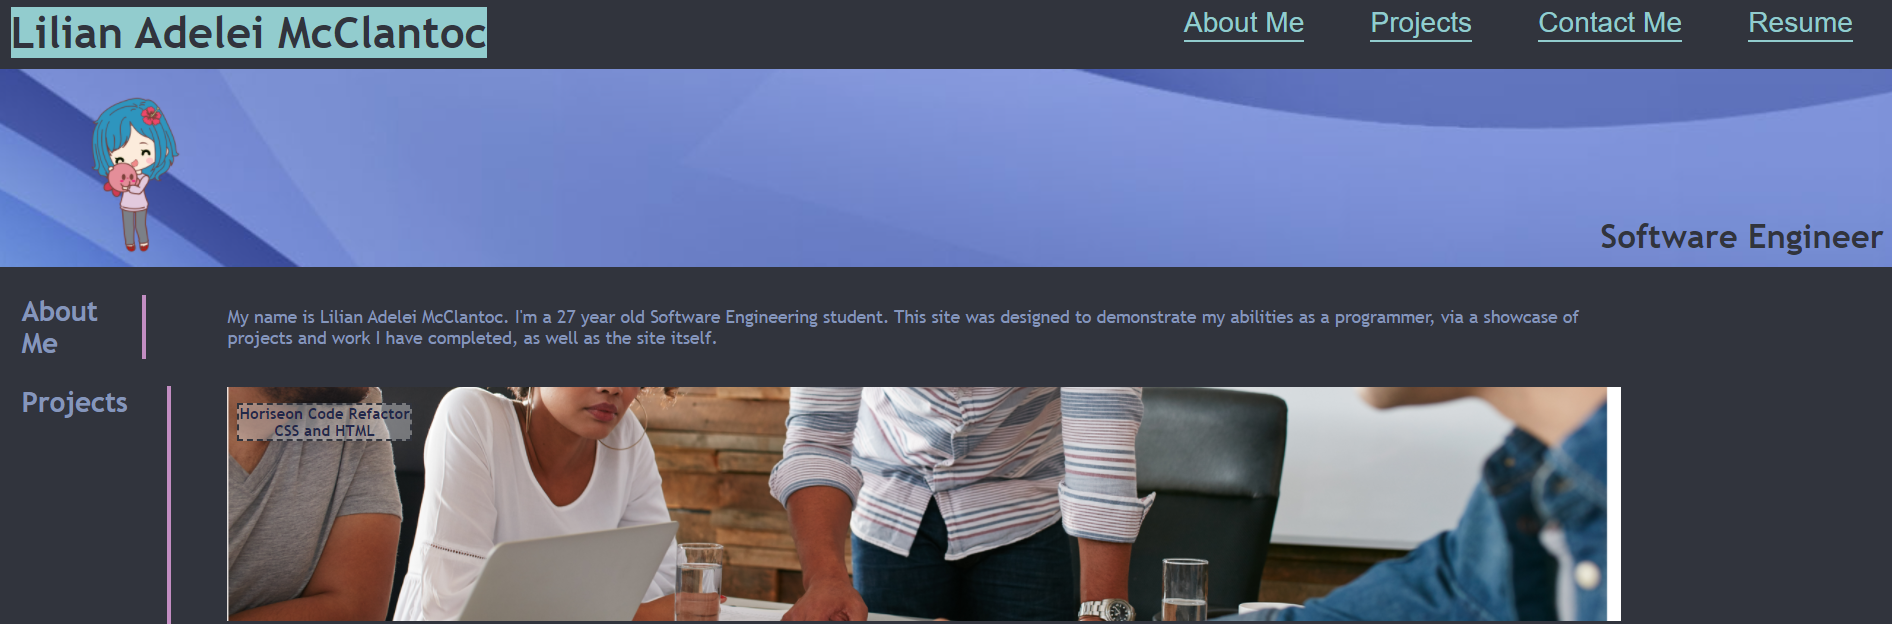 Lilian Adelei McClantoc
About Me
Projects
Contact Me
Resume
Software Engineer
About
Me
My name is Lilian Adelei McClantoc. I'm a 27 year old Software Engineering student. This site was designed to demonstrate my abilities as a programmer, via a showcase of
projects and work I have completed, as well as the site itself.
Projects
Horiseon Code Refactor
CSS and HTML